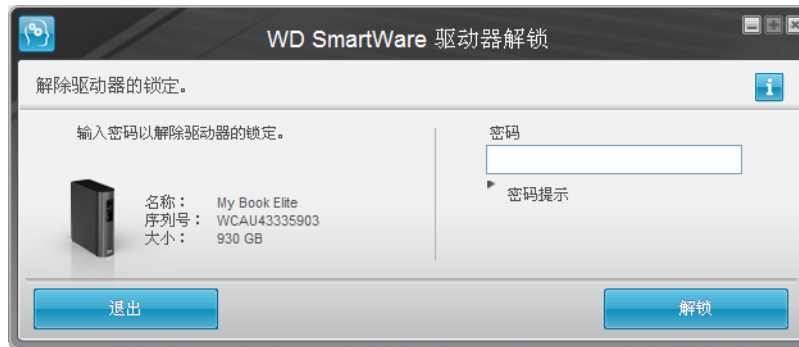 WD SmartWare 驱动器解锁
解除驱动器的锁定。
输入密码以解除驱动器的锁定。
名称： My Book Elite
序列号： WCAU43335903
大小： 930 GB
密码
密码提示
退出
解锁